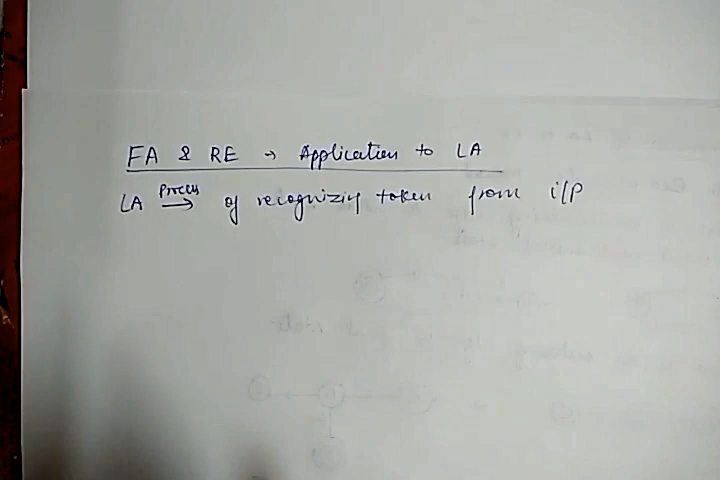 FA & RE → Application to LA
LA process → of recognizing token from i/p